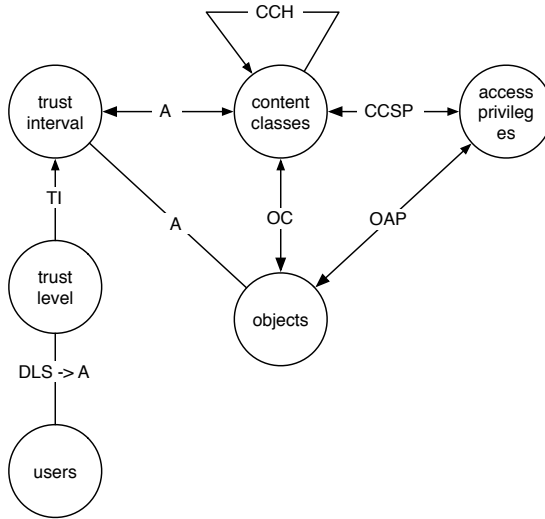 CCH
trust
interval
A
content
classes
CCSP
access
privileg
es
TI
A
OC
OAP
trust
level
objects
DLS -> A
users